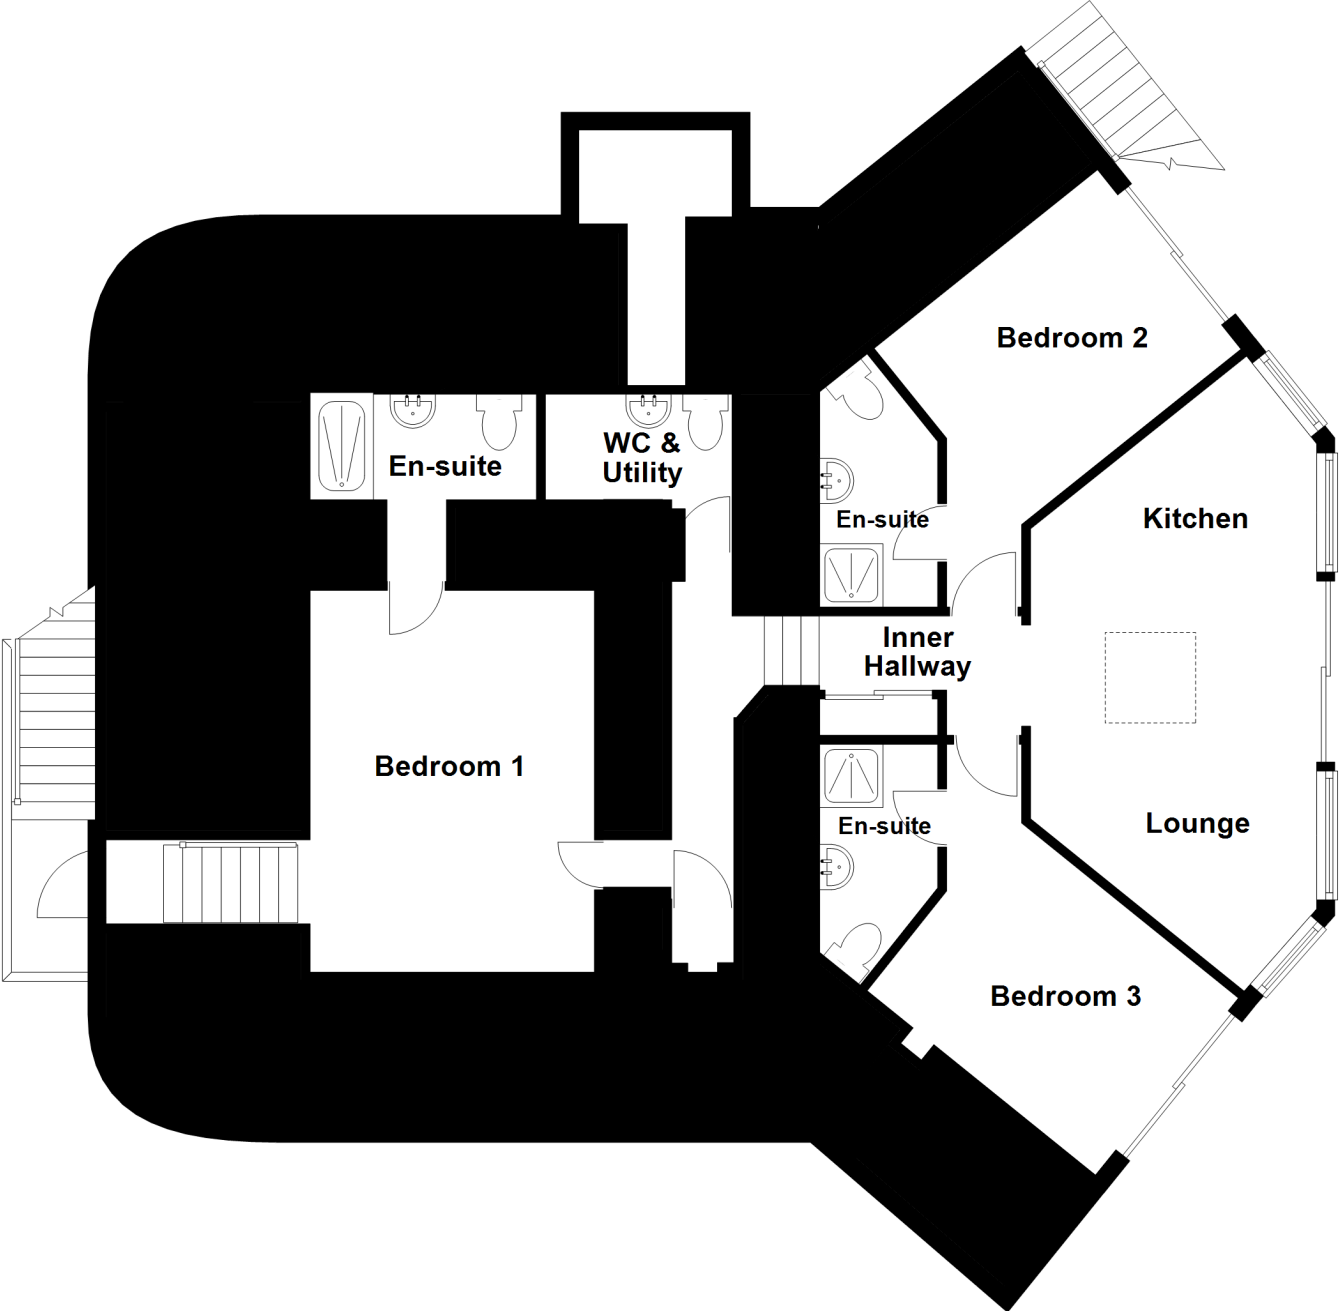 Bedroom 2
WC &
Utility
En-suite
En-suite
Kitchen
Inner
Hallway
Bedroom 1
En-suite
Lounge
Bedroom 3